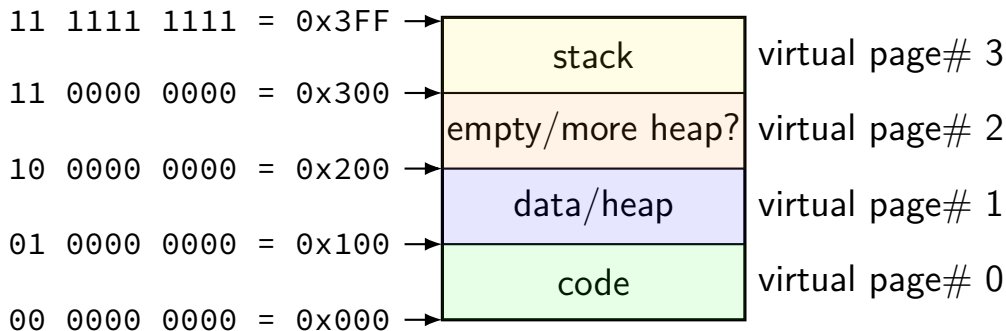 11 1111 1111 = 0x3FF
stack
virtual page# 3
11 0000 0000 = 0x300
empty/more heap?
virtual page# 2
10 0000 0000 = 0x200
data/heap
virtual page# 1
01 0000 0000 = 0x100
code
virtual page# 0
00 0000 0000 = 0x000